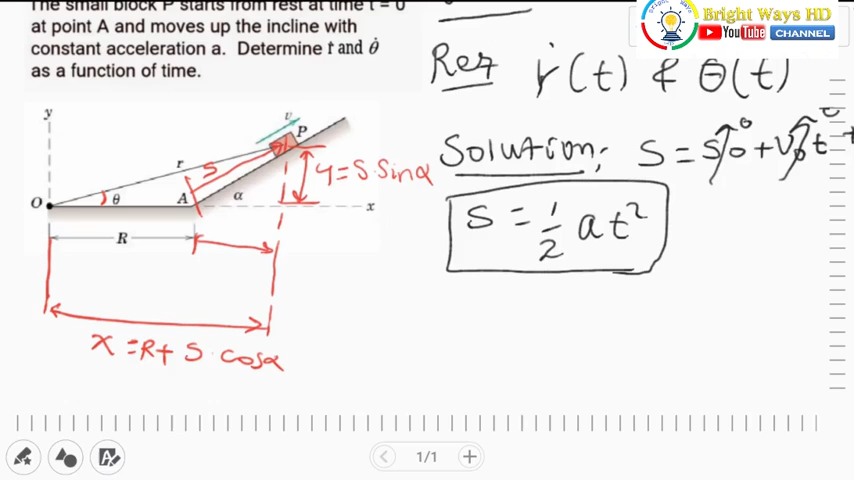 The small block P starts from rest at time t = 0
at point A and moves up the incline with
constant acceleration a. Determine ṙ and θ̇
as a function of time.
Bright Ways HD
YouTube CHANNEL
Req ṙ(t) & θ̇(t)
Solution; S = S₀⁰ + V₀t⁰ +
S = 1/2 at²
y
v
P
r
S
Y = S.Sinα
O
θ
A
α
x
R
X = R + S.cosα
1/1